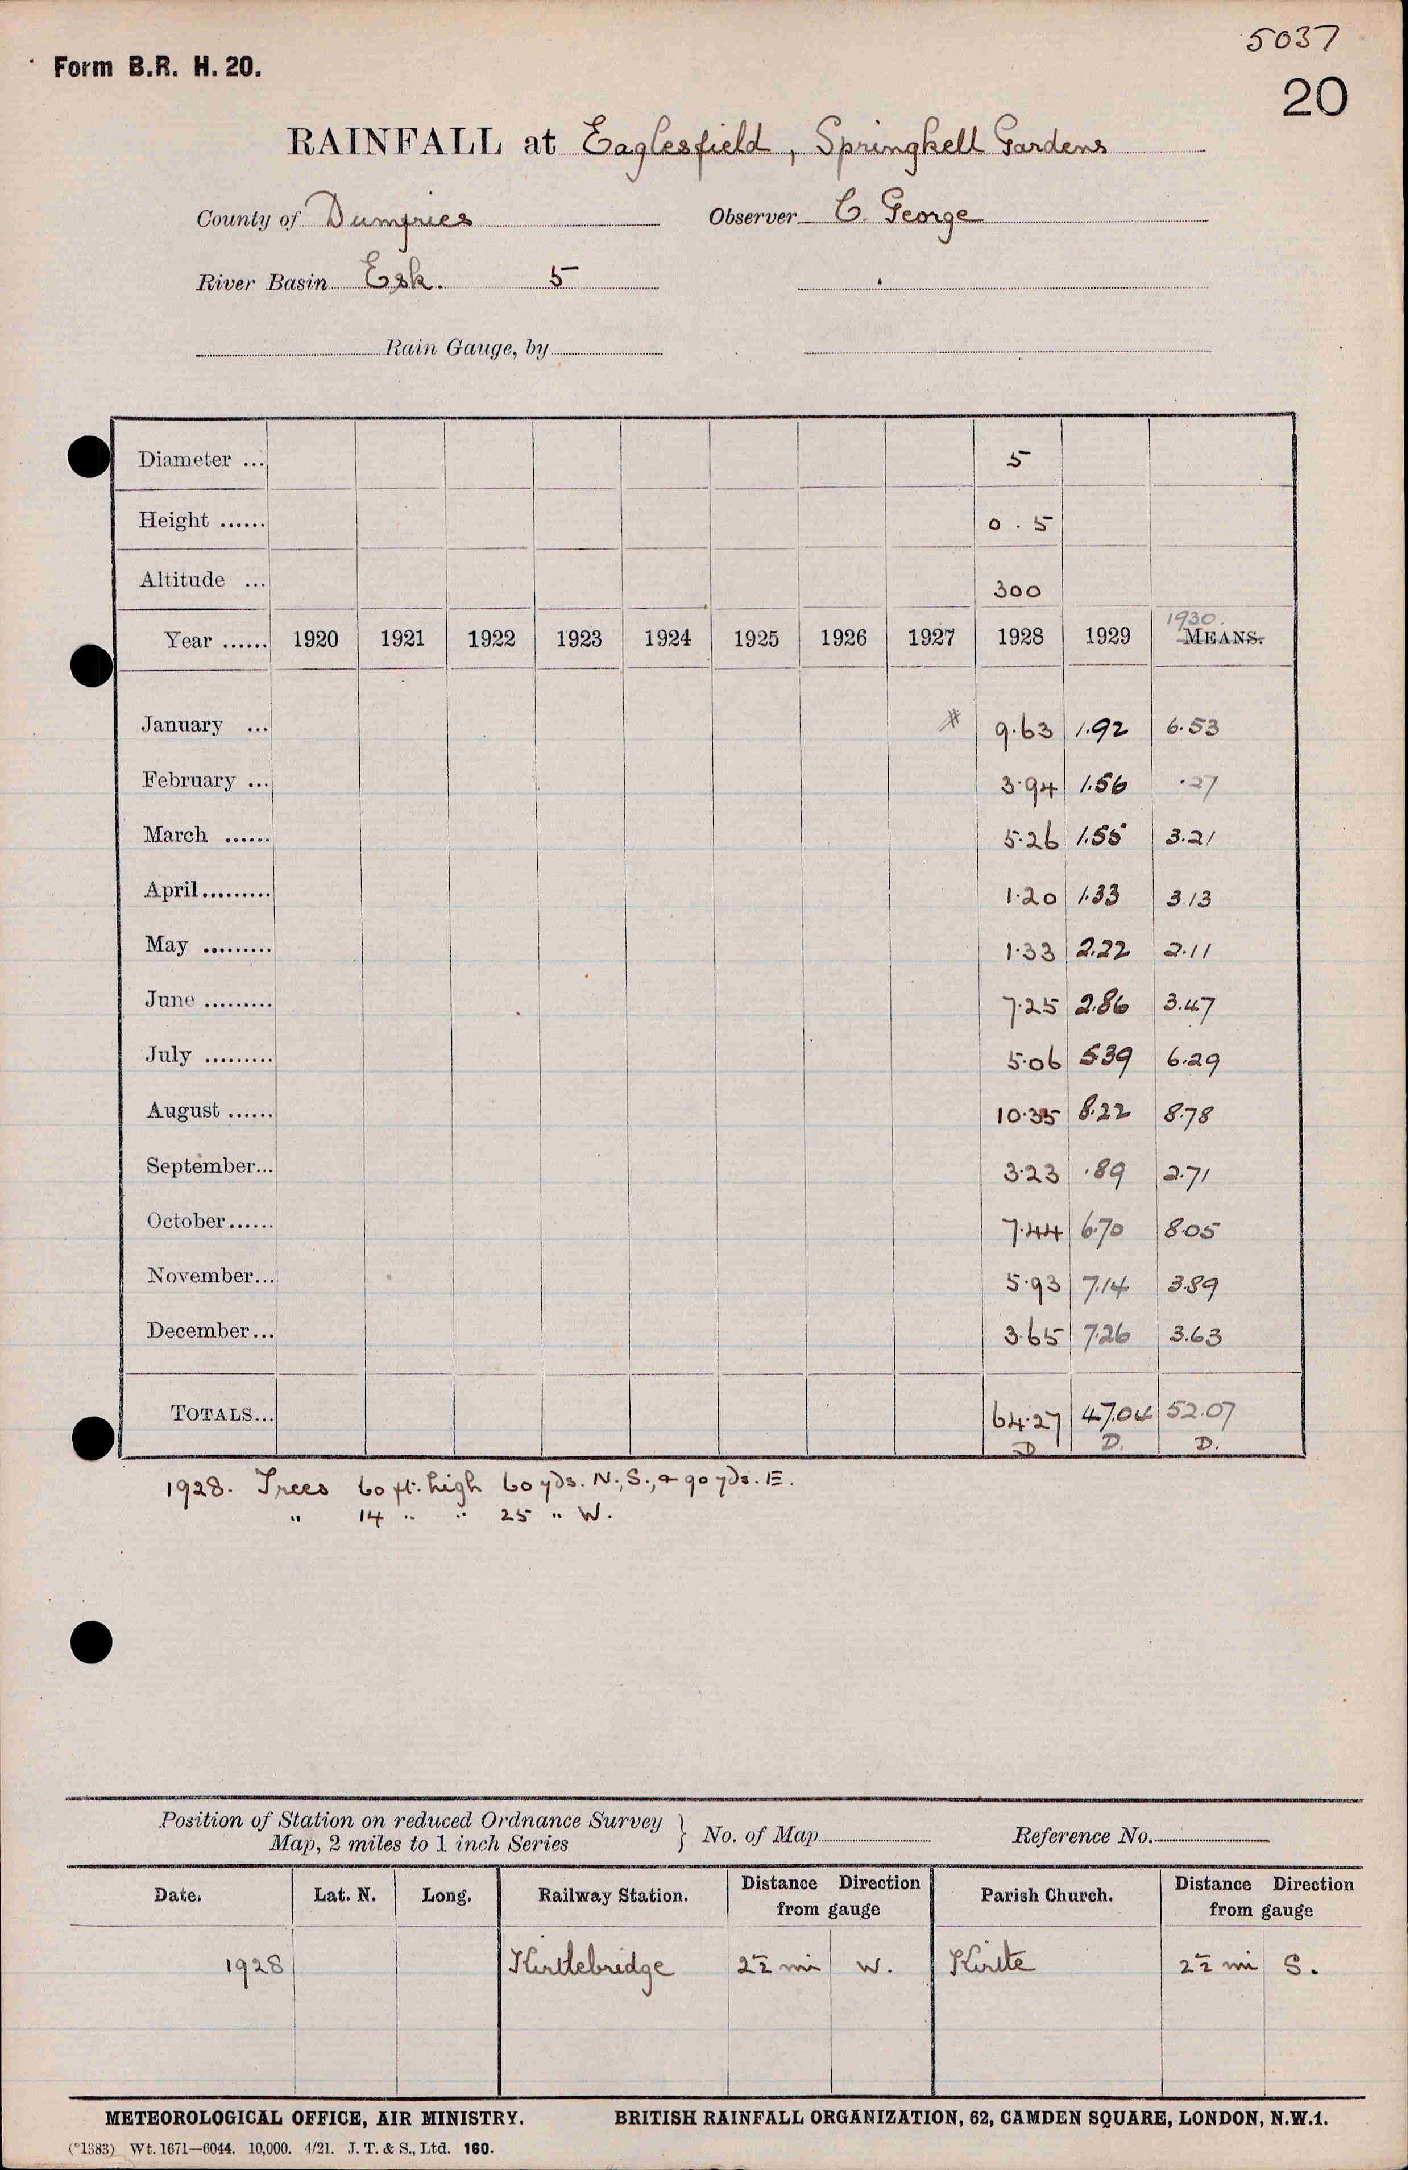 5037
Form B.R. H. 20.
20
RAINFALL at Eaglesfield, Springkell Gardens
County of Dumfries Observer C. George
River Basin Esk. 5
Rain Gauge, by
Diameter ... 5
Height ...... 0 . 5
Altitude ... 300
1930.
Year ...... 1920 1921 1922 1923 1924 1925 1926 1927 1928 1929 MEANS.
January ... # 9.63 1.92 6.53
February ... 3.94 1.56 .27
March ...... 5.26 1.55 3.21
April......... 1.20 1.33 3.13
May ......... 1.33 2.22 2.11
June ......... 7.25 2.86 3.47
July ......... 5.06 5.39 6.29
August ...... 10.35 8.22 8.78
September... 3.23 .89 2.71
October...... 7.44 6.70 8.05
November... 5.93 7.14 3.89
December... 3.65 7.26 3.63
TOTALS... 64.27 47.04 52.07
D D. D.
1928. Trees 60 ft. high 60 yds. N., S., & 90 yds. E.
" 14 " " 25 " W.
Position of Station on reduced Ordnance Survey
Map, 2 miles to 1 inch Series } No. of Map Reference No.
Date. Lat. N. Long. Railway Station. Distance Direction from gauge Parish Church. Distance Direction from gauge
1928 Kirtlebridge 2½ mi W. Kirtle 2½ mi S.
METEOROLOGICAL OFFICE, AIR MINISTRY. BRITISH RAINFALL ORGANIZATION, 62, CAMDEN SQUARE, LONDON, N.W.1.
(*1383) Wt. 1671—6044. 10,000. 4/21. J. T. & S., Ltd. 160.